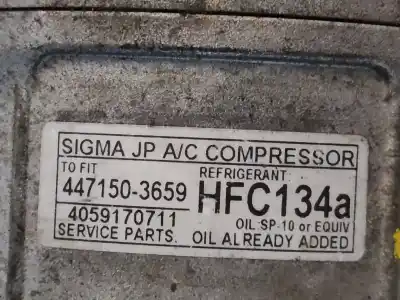 SIGMA JP A/C COMPRESSOR
TO FIT
REFRIGERANT
447150-3659
HFC134a
4059170711
OIL:SP-10 or EQUIV
SERVICE PARTS.
OIL ALREADY ADDED